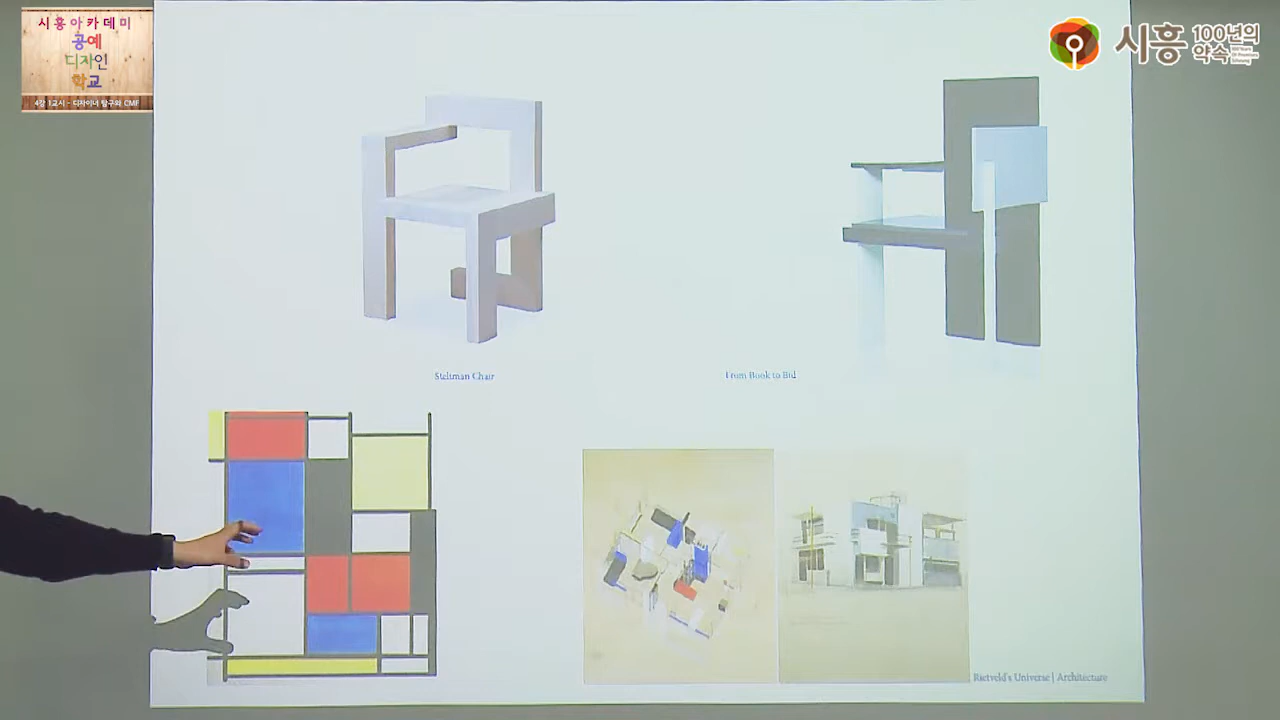 시흥아카데미
공예
디자인
학교
4강 1교시 - 디자이너 탐구와 CMF
시흥
100년의
약속
Steltman Chair
From Book to Bid
Rietveld's Universe | Architecture